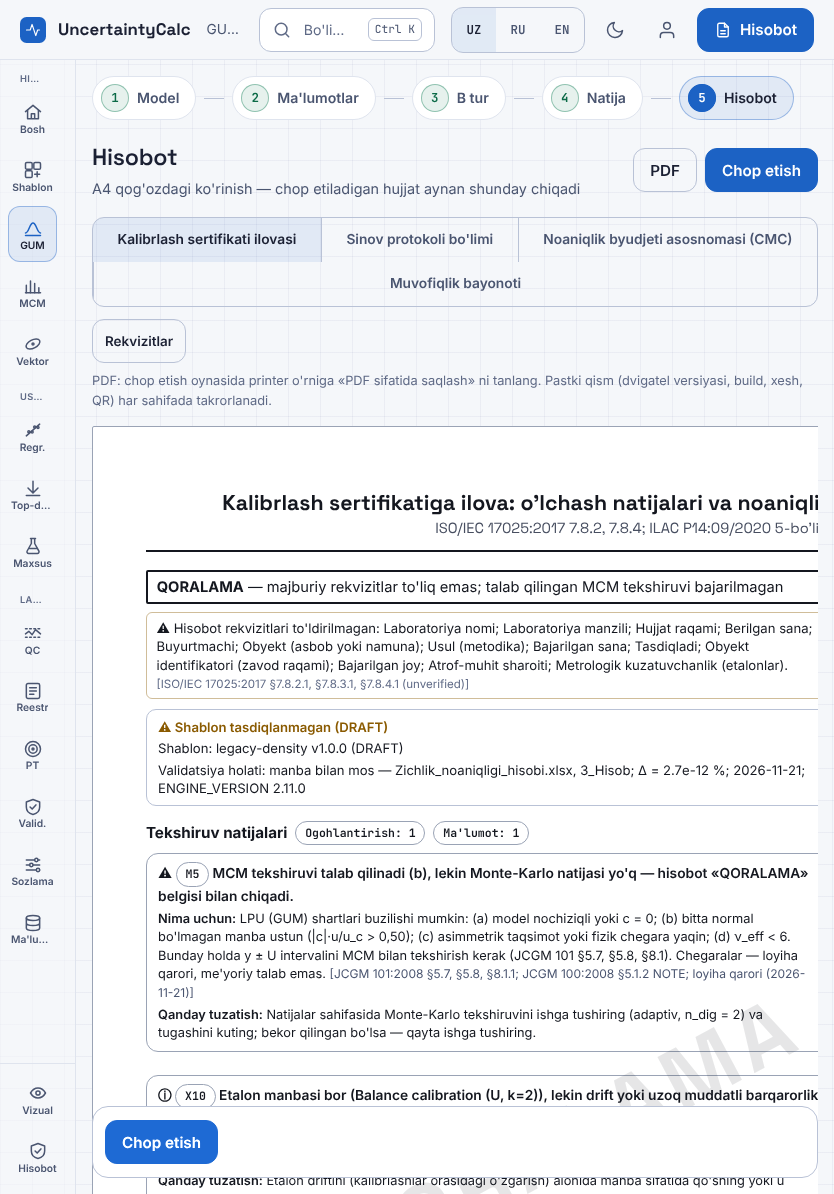 UncertaintyCalc GU... Bo'li... Ctrl K UZ RU EN Hisobot
HI...
Bosh
Shablon
GUM
MCM
Vektor
US...
Regr.
Top-d...
Maxsus
LA...
QC
Reestr
PT
Valid.
Sozlama
Ma'lu...
Vizual
Hisobot
1 Model 2 Ma'lumotlar 3 B tur 4 Natija 5 Hisobot
Hisobot
A4 qog'ozdagi ko'rinish — chop etiladigan hujjat aynan shunday chiqadi
PDF Chop etish
Kalibrlash sertifikati ilovasi Sinov protokoli bo'limi Noaniqlik byudjeti asosnomasi (CMC)
Muvofiqlik bayonoti
Rekvizitlar
PDF: chop etish oynasida printer o'rniga «PDF sifatida saqlash» ni tanlang. Pastki qism (dvigatel versiyasi, build, xesh,
QR) har sahifada takrorlanadi.
Kalibrlash sertifikatiga ilova: o’lchash natijalari va noaniqli
ISO/IEC 17025:2017 7.8.2, 7.8.4; ILAC P14:09/2020 5-bo'li
QORALAMA — majburiy rekvizitlar to'liq emas; talab qilingan MCM tekshiruvi bajarilmagan
⚠ Hisobot rekvizitlari to'ldirilmagan: Laboratoriya nomi; Laboratoriya manzili; Hujjat raqami; Berilgan sana;
Buyurtmachi; Obyekt (asbob yoki namuna); Usul (metodika); Bajarilgan sana; Tasdiqladi; Obyekt
identifikatori (zavod raqami); Bajarilgan joy; Atrof-muhit sharoiti; Metrologik kuzatuvchanlik (etalonlar).
[ISO/IEC 17025:2017 §7.8.2.1, §7.8.3.1, §7.8.4.1 (unverified)]
⚠ Shablon tasdiqlanmagan (DRAFT)
Shablon: legacy-density v1.0.0 (DRAFT)
Validatsiya holati: manba bilan mos — Zichlik_noaniqligi_hisobi.xlsx, 3_Hisob; Δ = 2.7e-12 %; 2026-11-21;
ENGINE_VERSION 2.11.0
Tekshiruv natijalari Ogohlantirish: 1 Ma'lumot: 1
⚠ M5 MCM tekshiruvi talab qilinadi (b), lekin Monte-Karlo natijasi yo'q — hisobot «QORALAMA»
belgisi bilan chiqadi.
Nima uchun: LPU (GUM) shartlari buzilishi mumkin: (a) model nochiziqli yoki c = 0; (b) bitta normal
bo'lmagan manba ustun (|c|·u/u_c > 0,50); (c) asimmetrik taqsimot yoki fizik chegara yaqin; (d) ν_eff < 6.
Bunday holda y ± U intervalini MCM bilan tekshirish kerak (JCGM 101 §5.7, §5.8, §8.1). Chegaralar — loyiha
qarori, me'yoriy talab emas. [JCGM 101:2008 §5.7, §5.8, §8.1.1; JCGM 100:2008 §5.1.2 NOTE; loyiha qarori (2026-
11-21)]
Qanday tuzatish: Natijalar sahifasida Monte-Karlo tekshiruvini ishga tushiring (adaptiv, n_dig = 2) va
tugashini kuting; bekor qilingan bo'lsa — qayta ishga tushiring.
ⓘ X10 Etalon manbasi bor (Balance calibration (U, k=2)), lekin drift yoki uzoq muddatli barqarorlik
Chop etish
Qanday tuzatish: Etalon driftini (kalibrlashlar orasidagi o'zgarish) alohida manba sifatida qo'shing yoki u